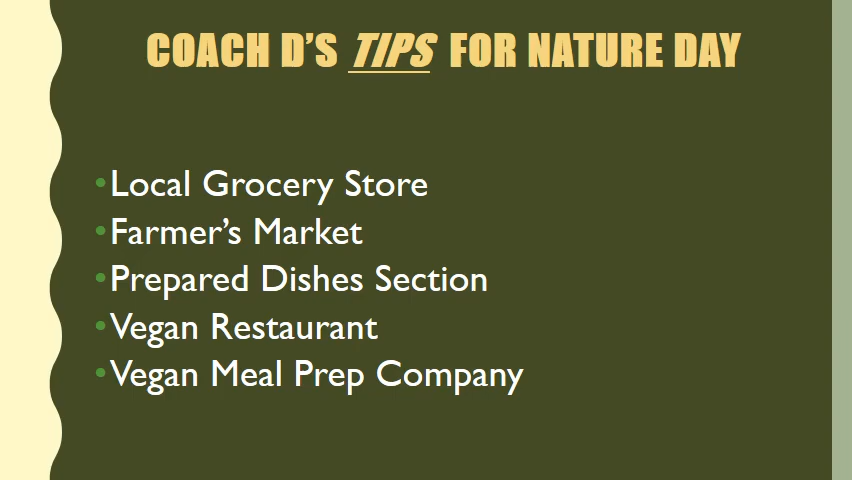 COACH D'S TIPS FOR NATURE DAY
•Local Grocery Store
•Farmer's Market
•Prepared Dishes Section
•Vegan Restaurant
•Vegan Meal Prep Company